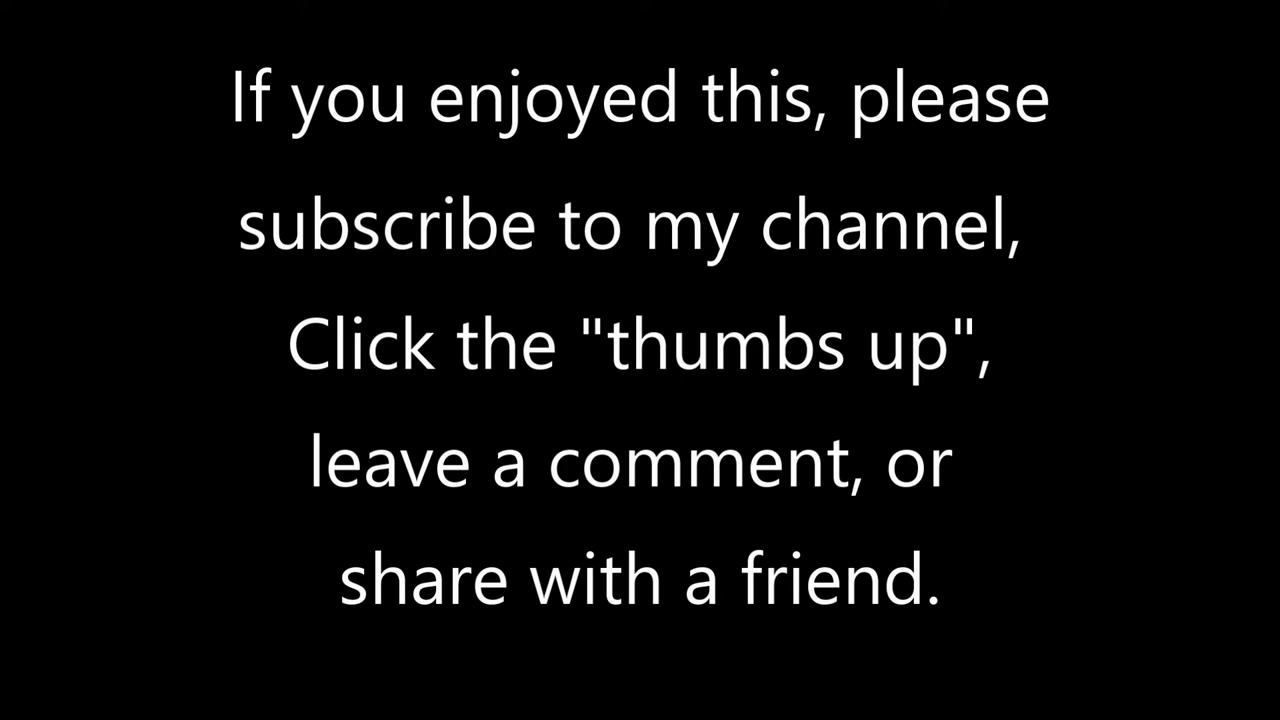 If you enjoyed this, please
subscribe to my channel,
Click the "thumbs up",
leave a comment, or
share with a friend.